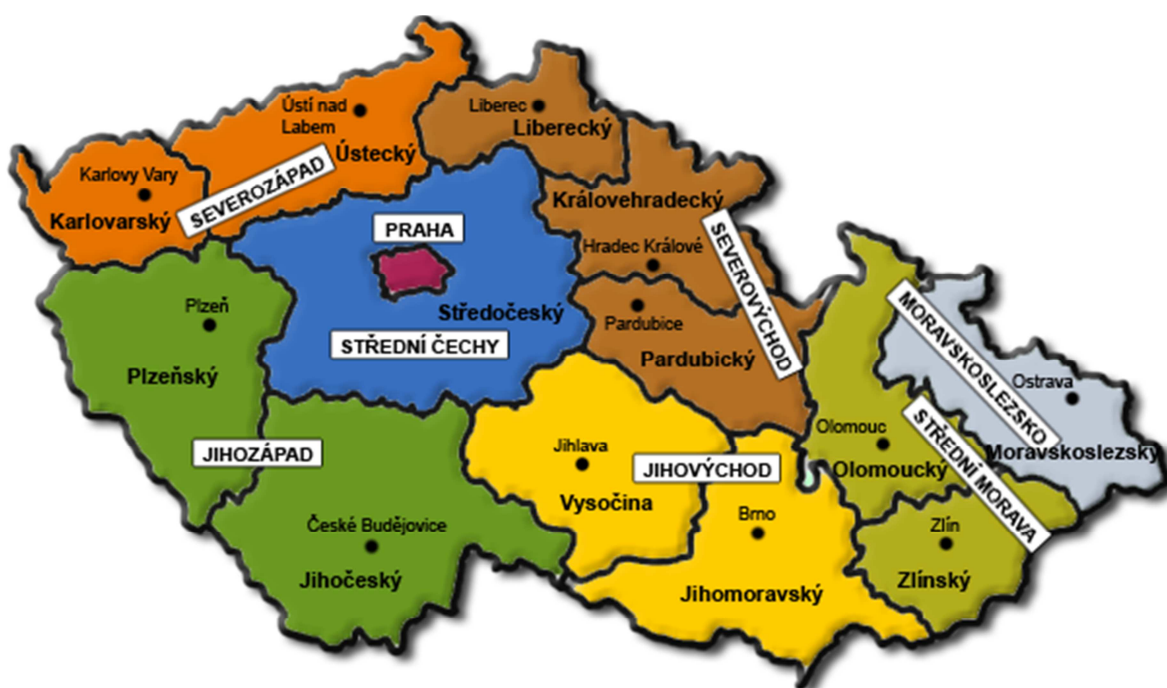 Ústí nad
Labem
Ústecký
Liberec
Liberecký
Karlovy Vary
Karlovarský
SEVEROZÁPAD
Královehradecký
Hradec Králové
SEVEROVÝCHOD
PRAHA
Středočeský
STŘEDNÍ ČECHY
Plzeň
Plzeňský
Pardubice
Pardubický
MORAVSKOSLEZSKO
Ostrava
Moravskoslezský
JIHOZÁPAD
Jihlava
Vysočina
JIHOVÝCHOD
Olomouc
Olomoucký
STŘEDNÍ MORAVA
České Budějovice
Jihočeský
Brno
Jihomoravský
Zlín
Zlínský